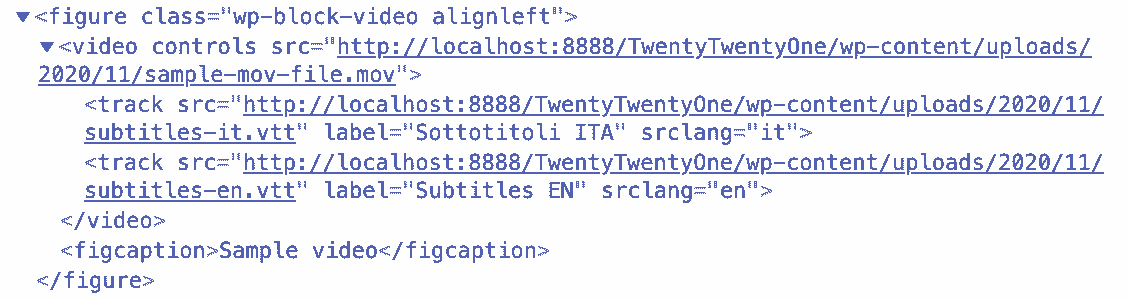 ▼<figure class="wp-block-video alignleft">
▼<video controls src="http://localhost:8888/TwentyTwentyOne/wp-content/uploads/
2020/11/sample-mov-file.mov">
<track src="http://localhost:8888/TwentyTwentyOne/wp-content/uploads/2020/11/
subtitles-it.vtt" label="Sottotitoli ITA" srclang="it">
<track src="http://localhost:8888/TwentyTwentyOne/wp-content/uploads/2020/11/
subtitles-en.vtt" label="Subtitles EN" srclang="en">
</video>
<figcaption>Sample video</figcaption>
</figure>